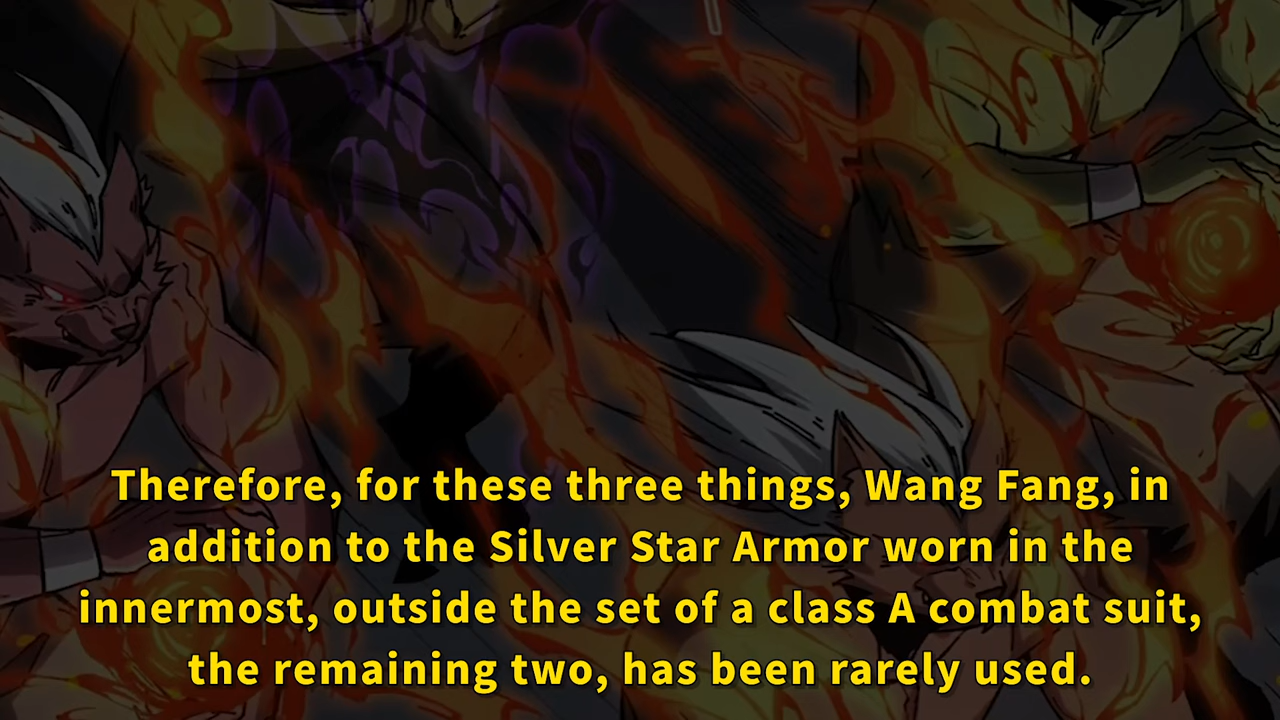 Therefore, for these three things, Wang Fang, in
addition to the Silver Star Armor worn in the
innermost, outside the set of a class A combat suit,
the remaining two, has been rarely used.